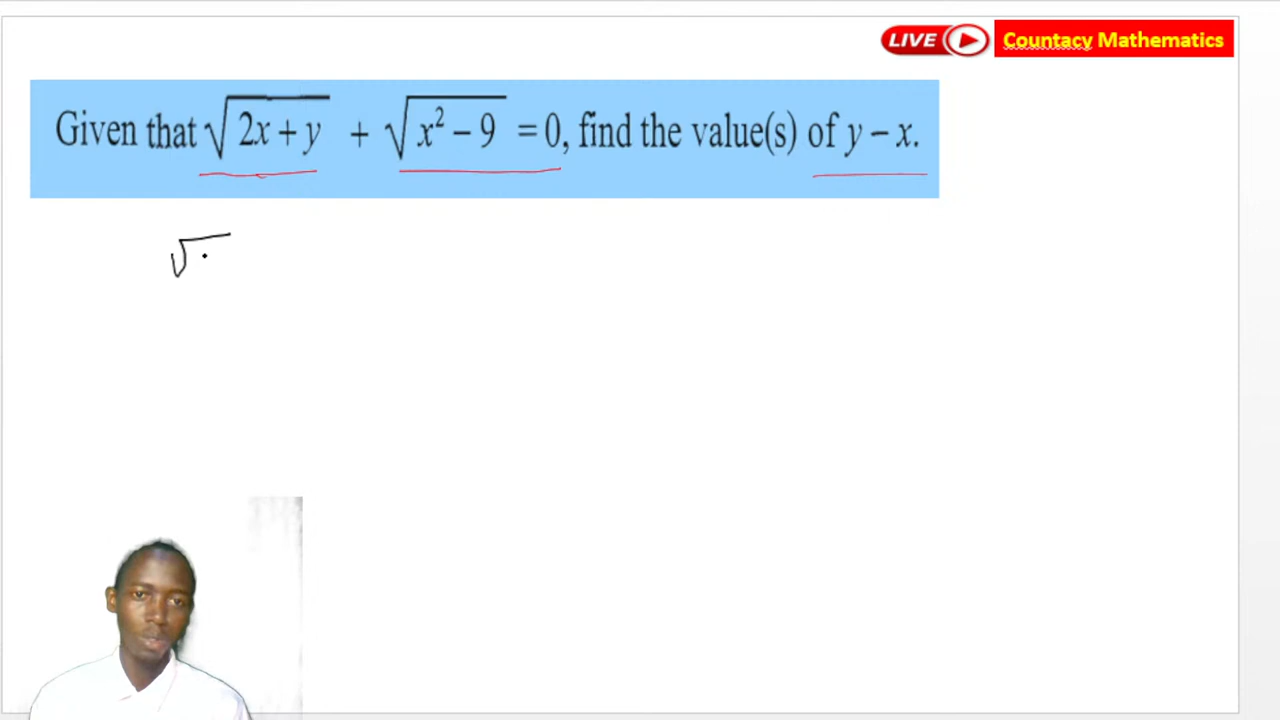 LIVE Countacy Mathematics
Given that √(2x + y) + √(x² − 9) = 0, find the value(s) of y − x.
√